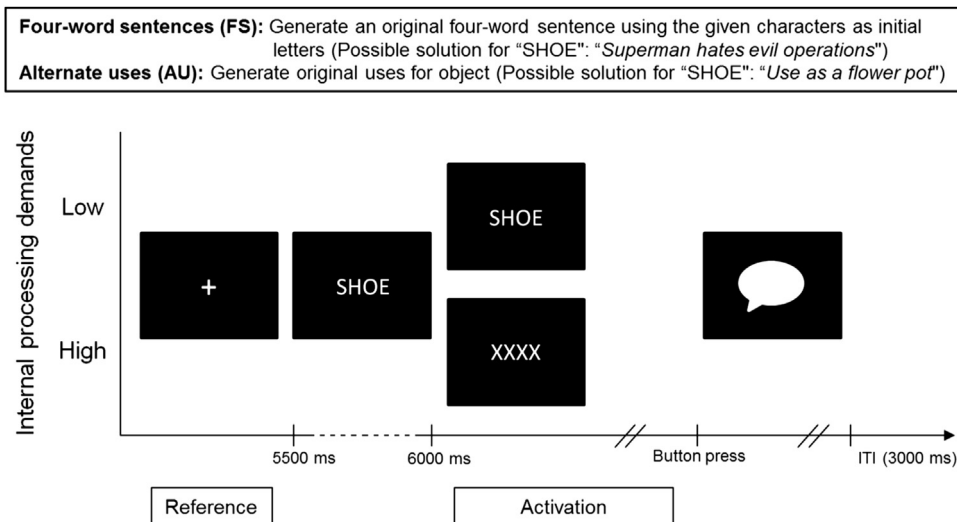 Four-word sentences (FS): Generate an original four-word sentence using the given characters as initial
letters (Possible solution for “SHOE": “Superman hates evil operations")
Alternate uses (AU): Generate original uses for object (Possible solution for “SHOE": “Use as a flower pot")
Internal processing demands
Low
High
+
SHOE
SHOE
XXXX
5500 ms
6000 ms
Button press
ITI (3000 ms)
Reference
Activation